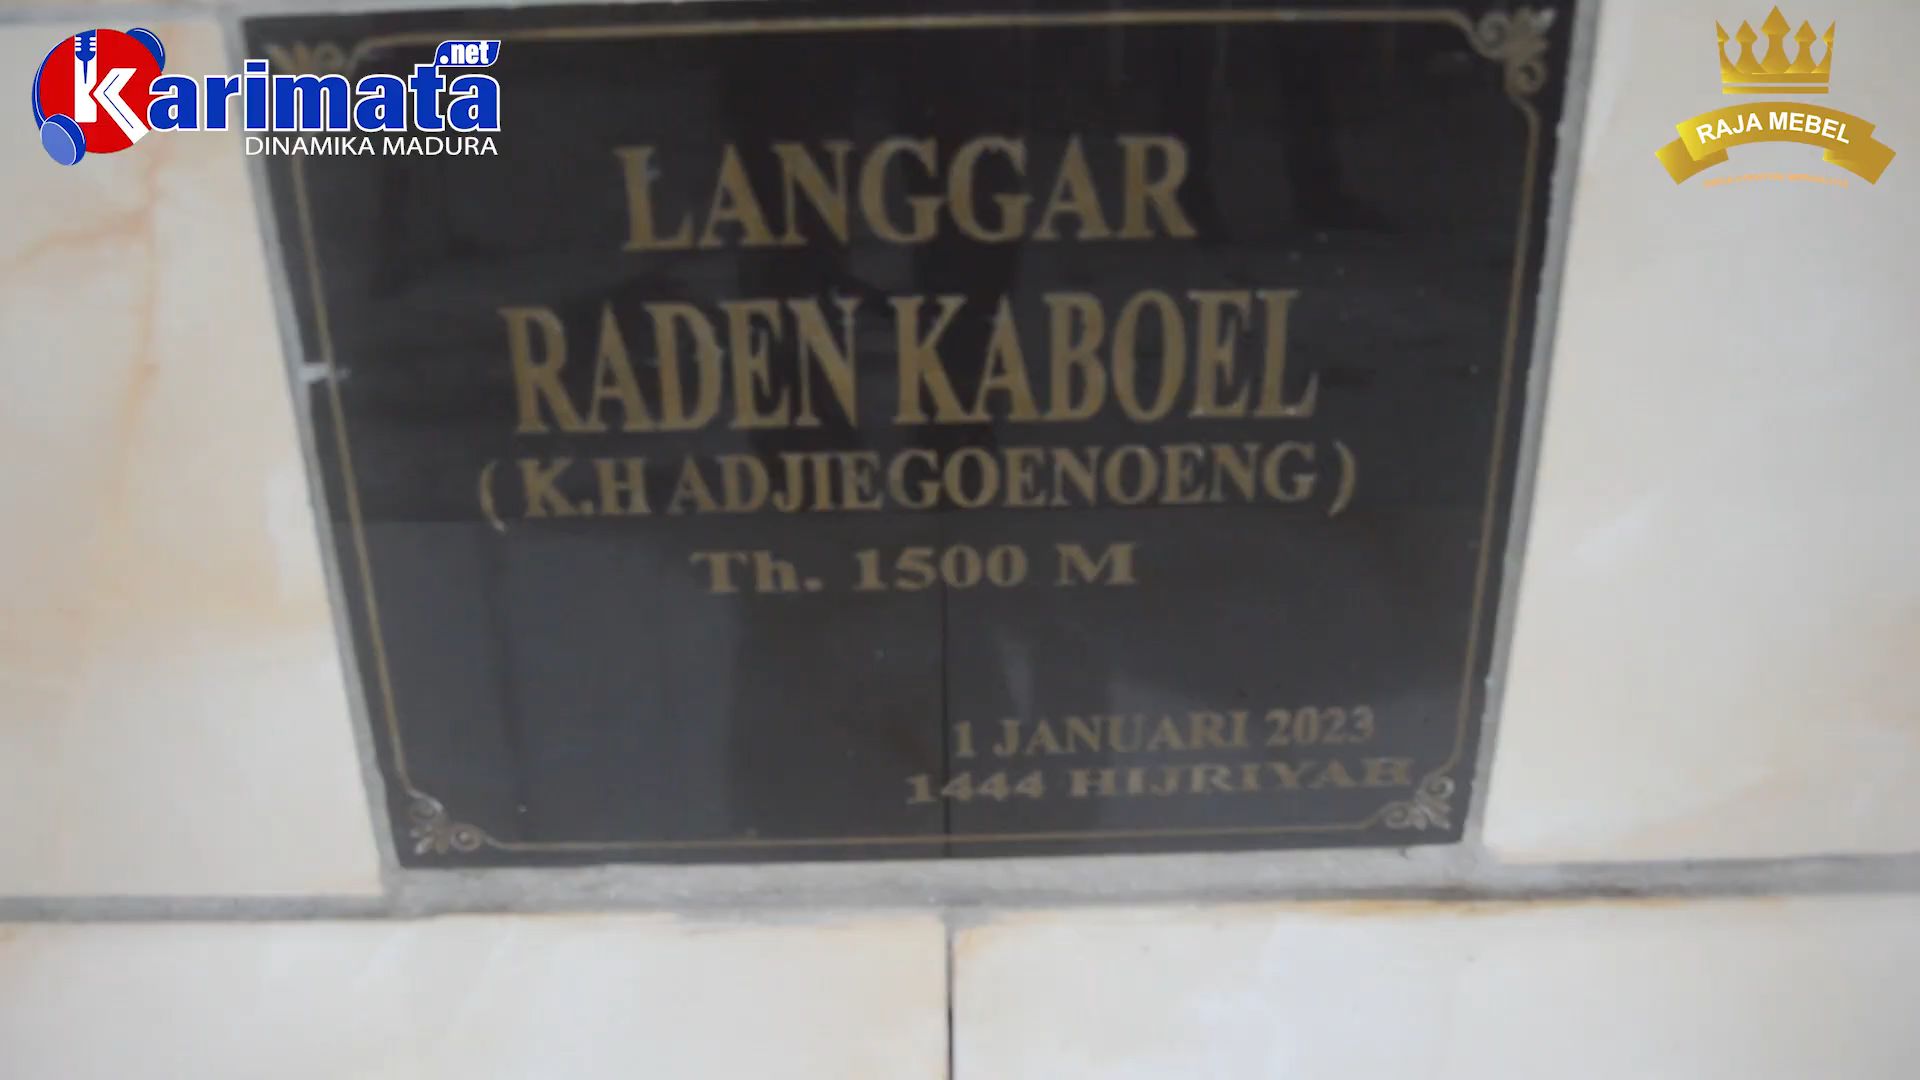 Karimata.net
DINAMIKA MADURA
RAJA MEBEL
LANGGAR
RADEN KABOEL
( K.H ADJIEGOENOENG )
Th. 1500 M
1 JANUARI 2023
1444 HIJRIYAH